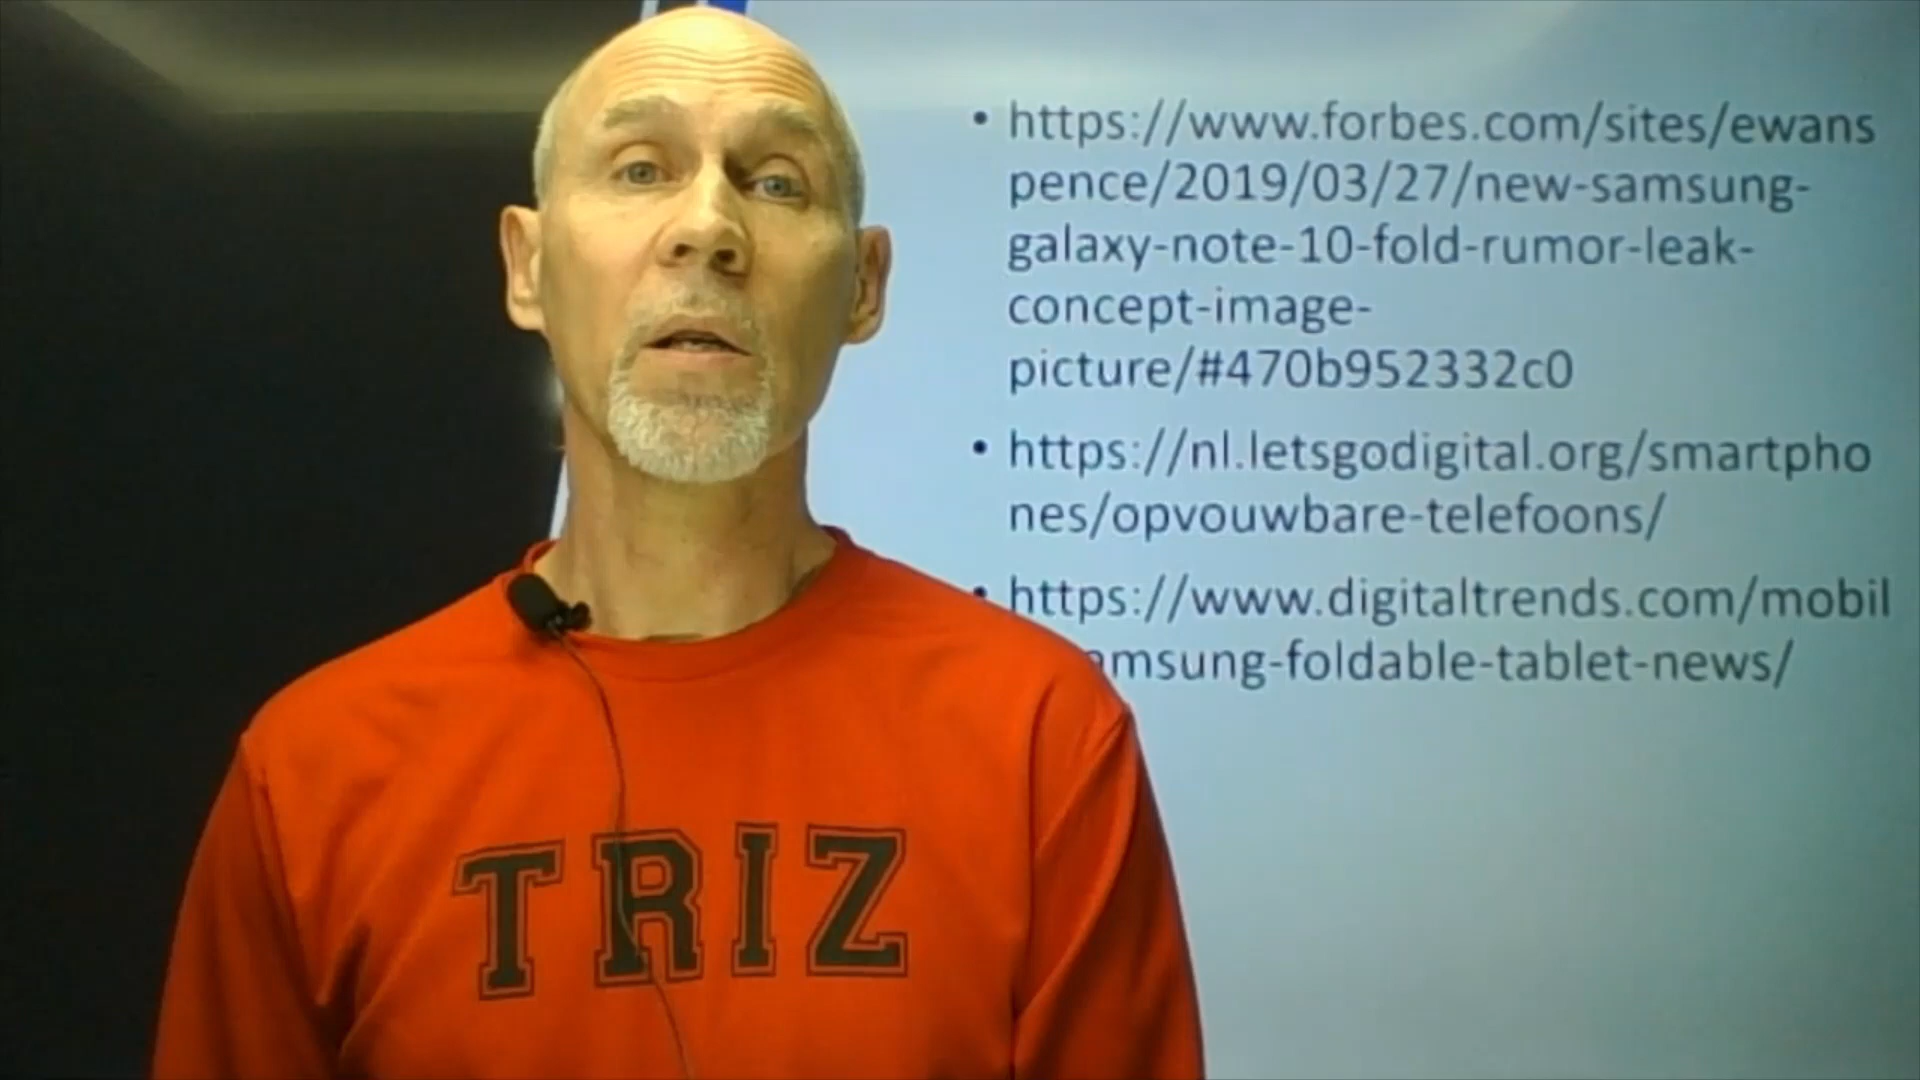 • https://www.forbes.com/sites/ewans
pence/2019/03/27/new-samsung-
galaxy-note-10-fold-rumor-leak-
concept-image-
picture/#470b952332c0
• https://nl.letsgodigital.org/smartpho
nes/opvouwbare-telefoons/
• https://www.digitaltrends.com/mobil
amsung-foldable-tablet-news/
TRIZ